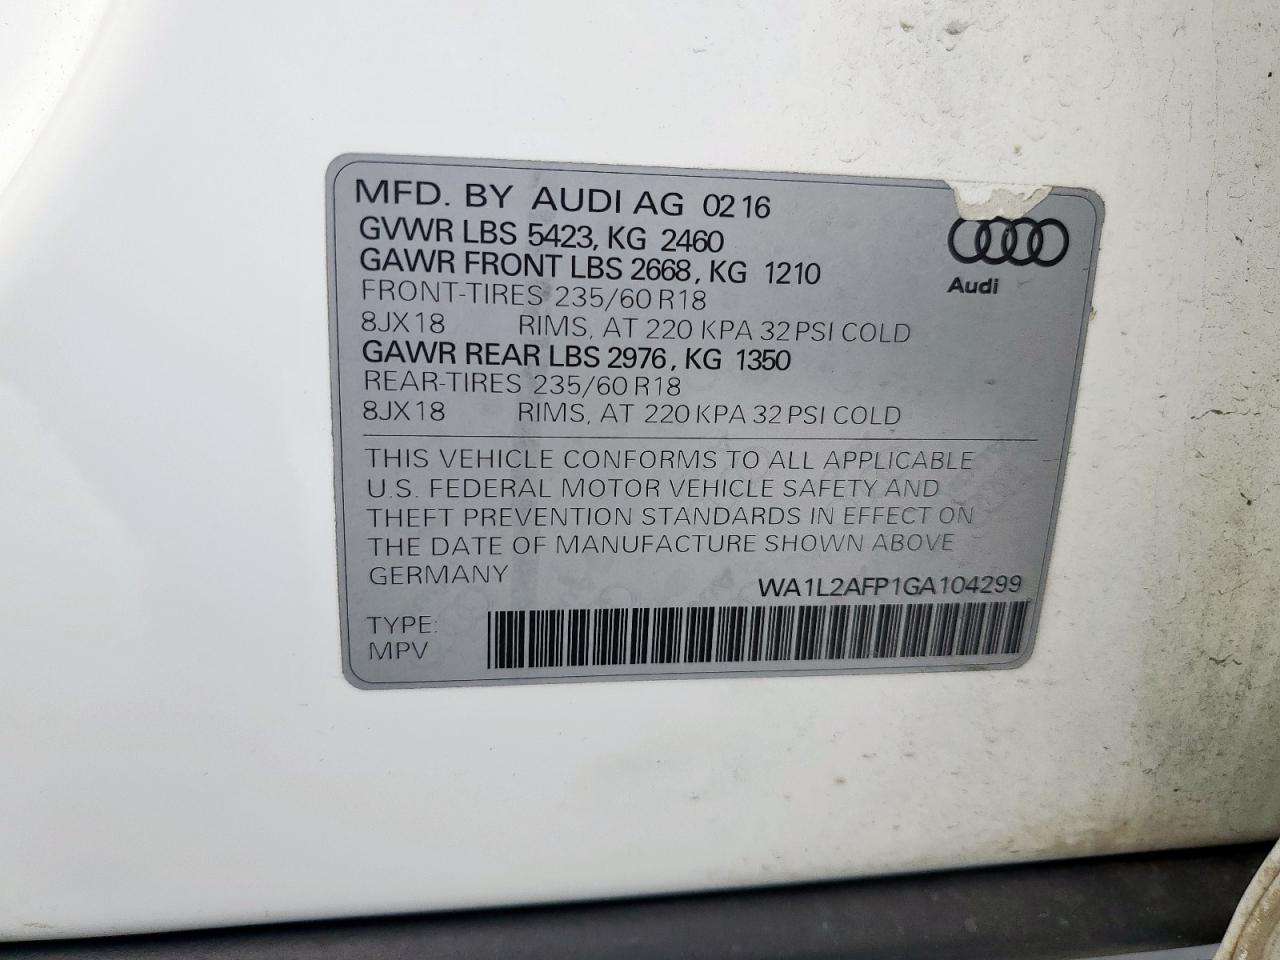 MFD. BY AUDI AG 02 16
GVWR LBS 5423, KG 2460
GAWR FRONT LBS 2668, KG 1210
FRONT-TIRES 235/60 R18
8JX18 RIMS, AT 220 KPA 32 PSI COLD
GAWR REAR LBS 2976, KG 1350
REAR-TIRES 235/60 R18
8JX18 RIMS, AT 220 KPA 32 PSI COLD
Audi
THIS VEHICLE CONFORMS TO ALL APPLICABLE
U.S. FEDERAL MOTOR VEHICLE SAFETY AND
THEFT PREVENTION STANDARDS IN EFFECT ON
THE DATE OF MANUFACTURE SHOWN ABOVE
GERMANY
WA1L2AFP1GA104299
TYPE:
MPV